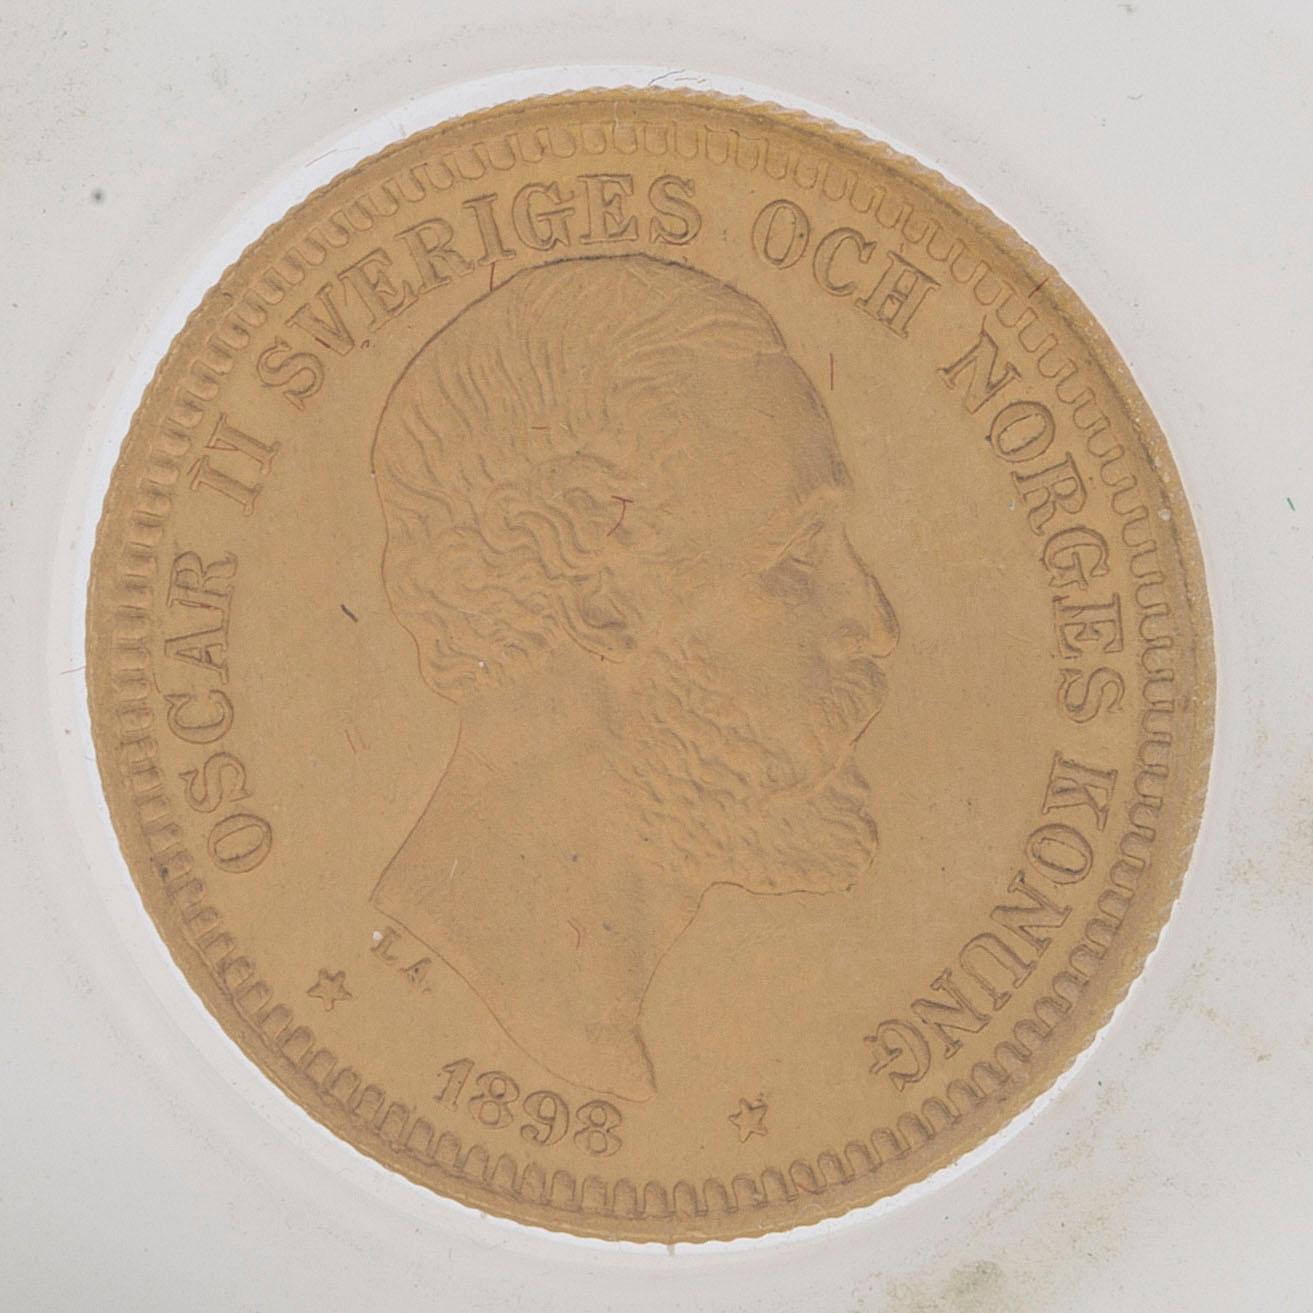 OSCAR II SVERIGES OCH NORGES KONUNG
L.A.
1898